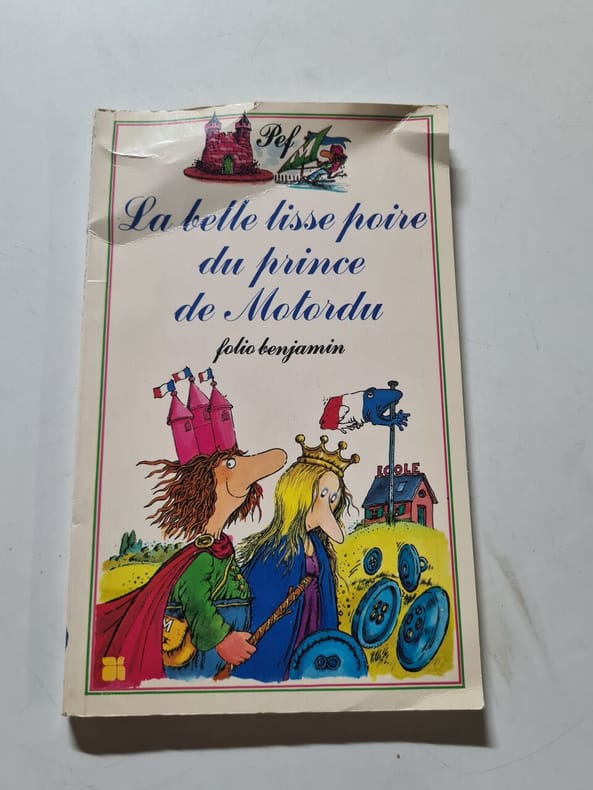 Pef
La belle lisse poire
du prince
de Motordu
folio benjamin
ECOLE
M